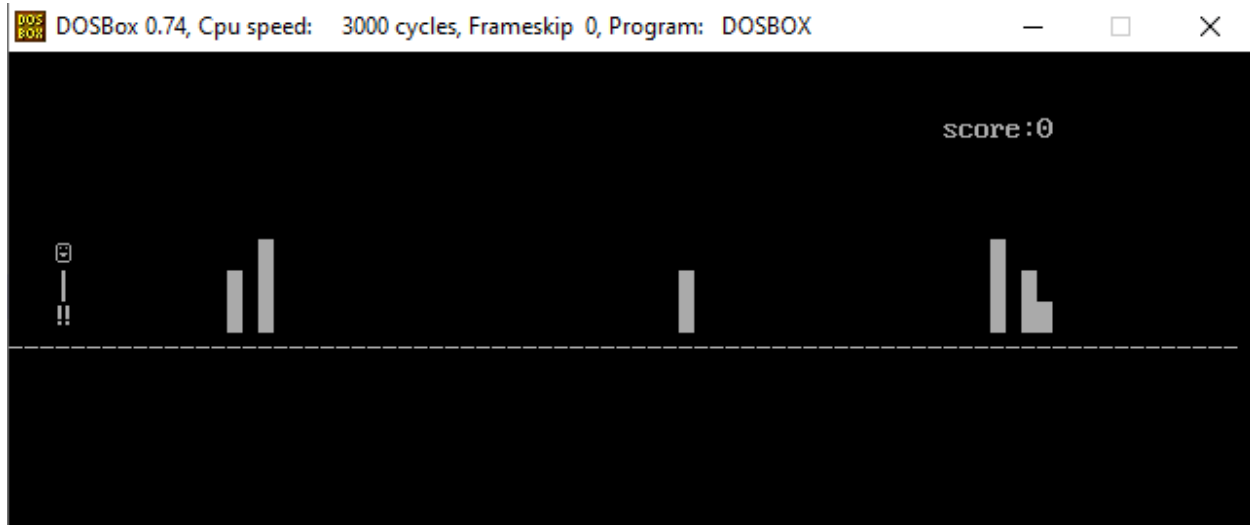 DOSBox 0.74, Cpu speed: 3000 cycles, Frameskip 0, Program: DOSBOX
score:0
!!